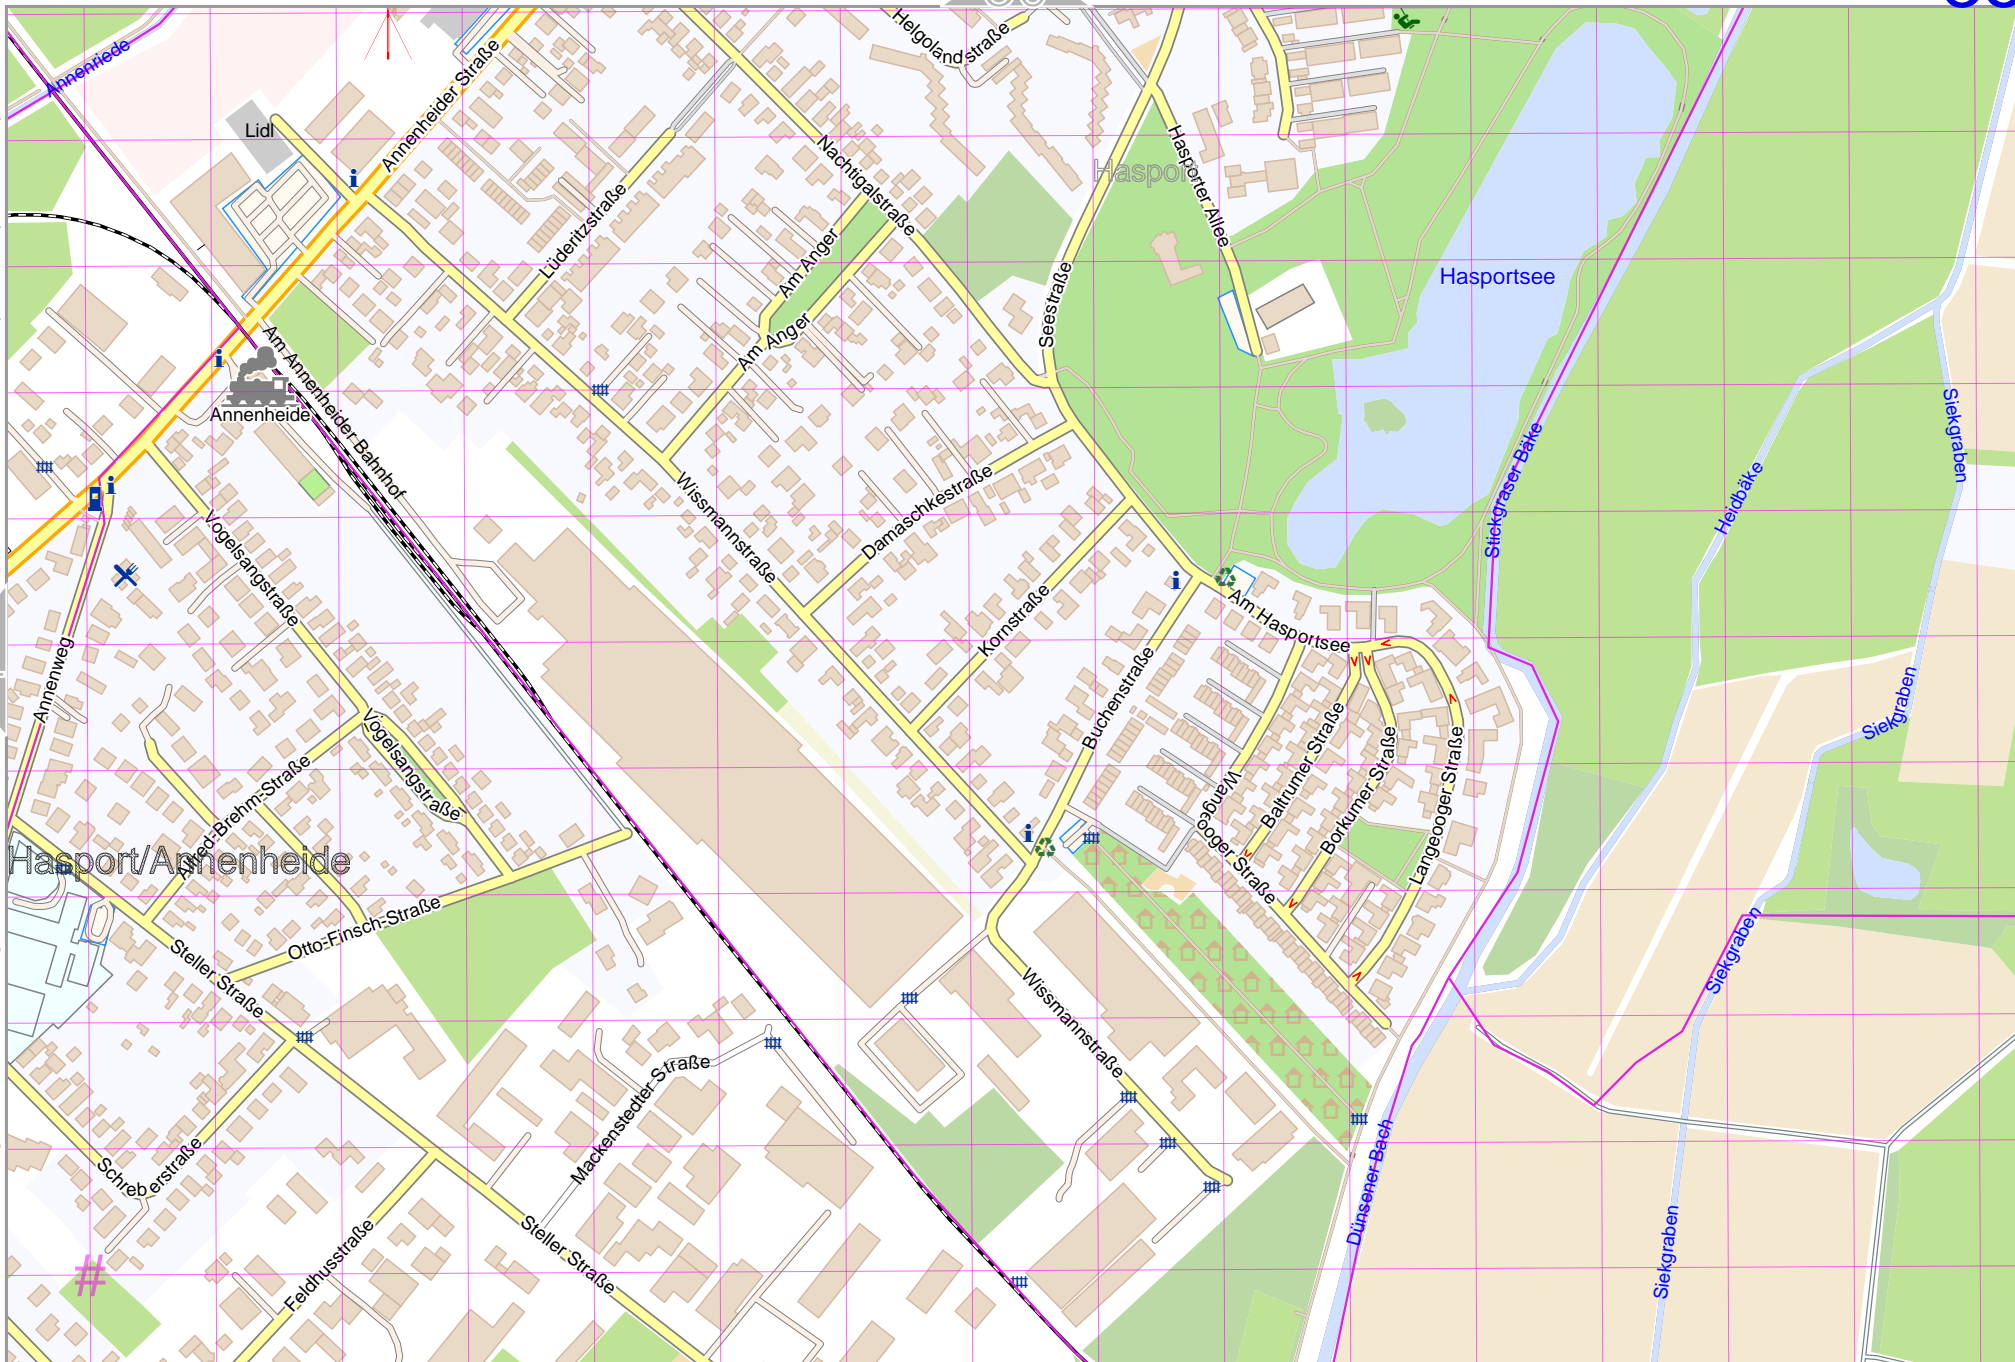 Helgolandstraße
Annenriede
Annenheider Straße
Lidl
Nachtigalstraße
Hasport
Hasporter Allee
Lüderitzstraße
Am Anger
Am Anger
Seestraße
Hasportsee
Am Annenheider Bahnhof
Annenheide
Siekgraben
Stickgraser Bäke
Heidbäke
Wissmannstraße
Damaschkestraße
Vogelsangstraße
Kornstraße
Am Hasportsee
Annenweg
Buchenstraße
Siekgraben
Vogelsangstraße
Baltrumer Straße
Borkumer Straße
Langeooger Straße
Wangerooger Straße
Alfred-Brehm-Straße
Hasport/Annenheide
Otto-Finsch-Straße
Steller Straße
Siekgraben
Wissmannstraße
Mackenstedter Straße
Schreberstraße
Dünsener Bach
Siekgraben
Steller Straße
Feldhusstraße
#